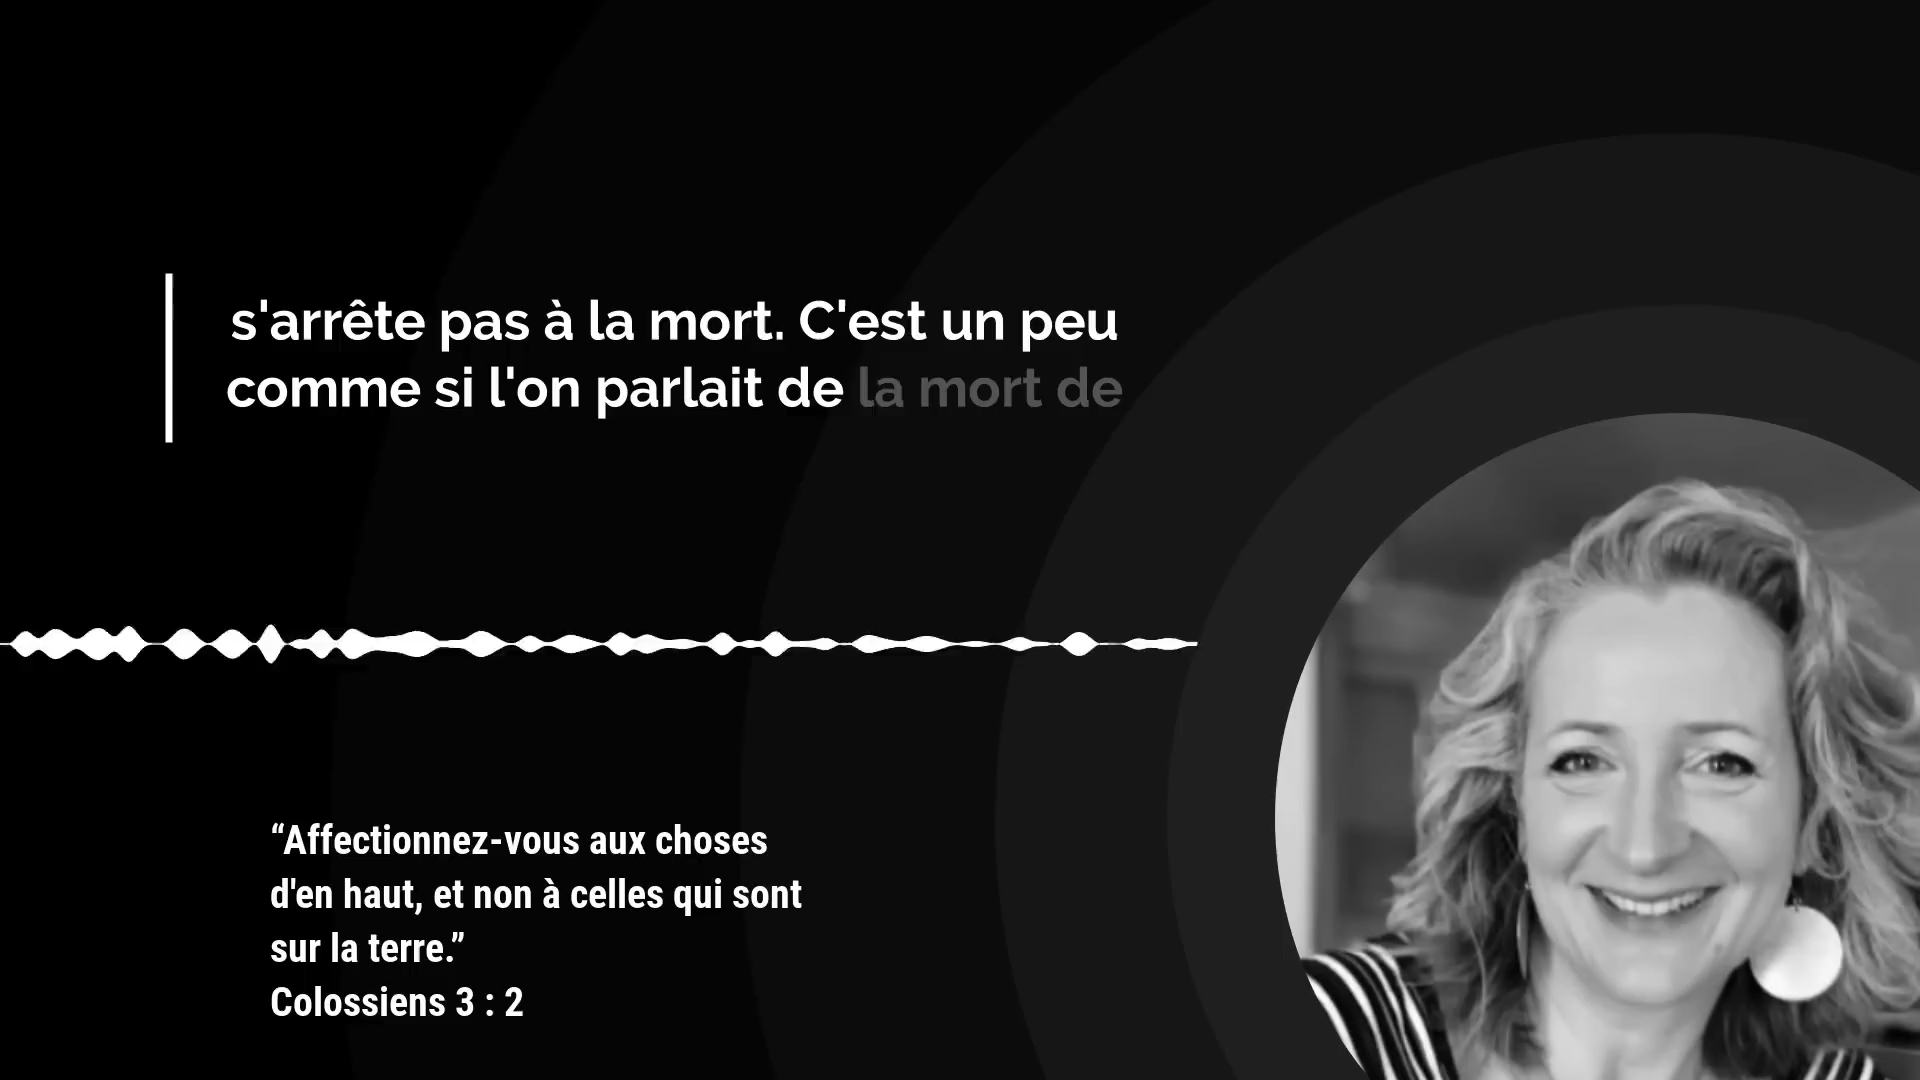 s'arrête pas à la mort. C'est un peu
comme si l'on parlait de la mort de
“Affectionnez-vous aux choses
d'en haut, et non à celles qui sont
sur la terre.”
Colossiens 3 : 2